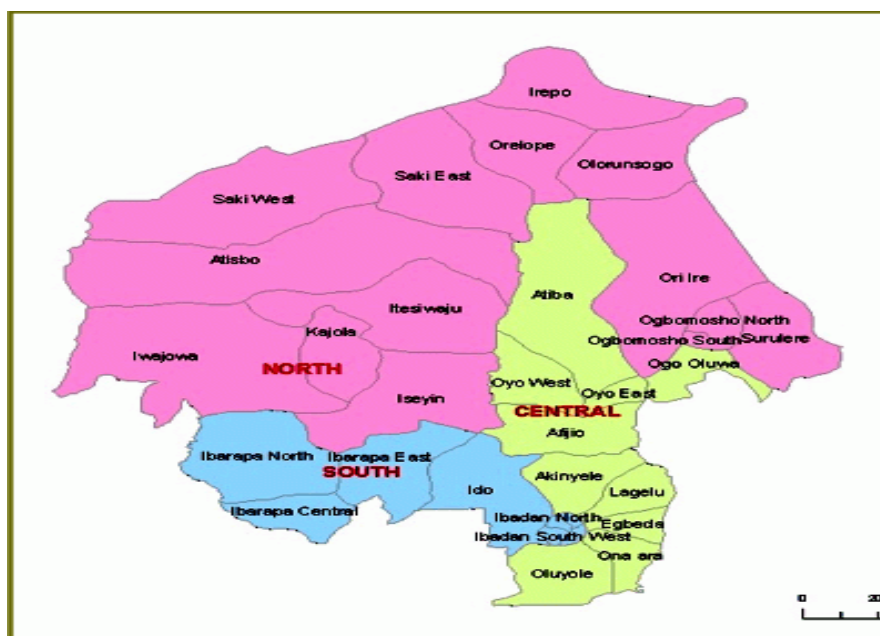 Irepo
Orelope
Olorunsogo
Saki East
Saki West
Atisbo
Ori Ire
Atiba
Itesiwaju
Ogbomosho North
Kajola
Ogbomosho South
Surulere
Iwajowa
NORTH
Ogo Oluwa
Oyo West
Oyo East
Iseyin
CENTRAL
Afijio
Ibarapa North
Ibarapa East
SOUTH
Akinyele
Ido
Lagelu
Ibarapa Central
Ibadan North
Egbeda
Ibadan South West
Ona ara
Oluyole
0